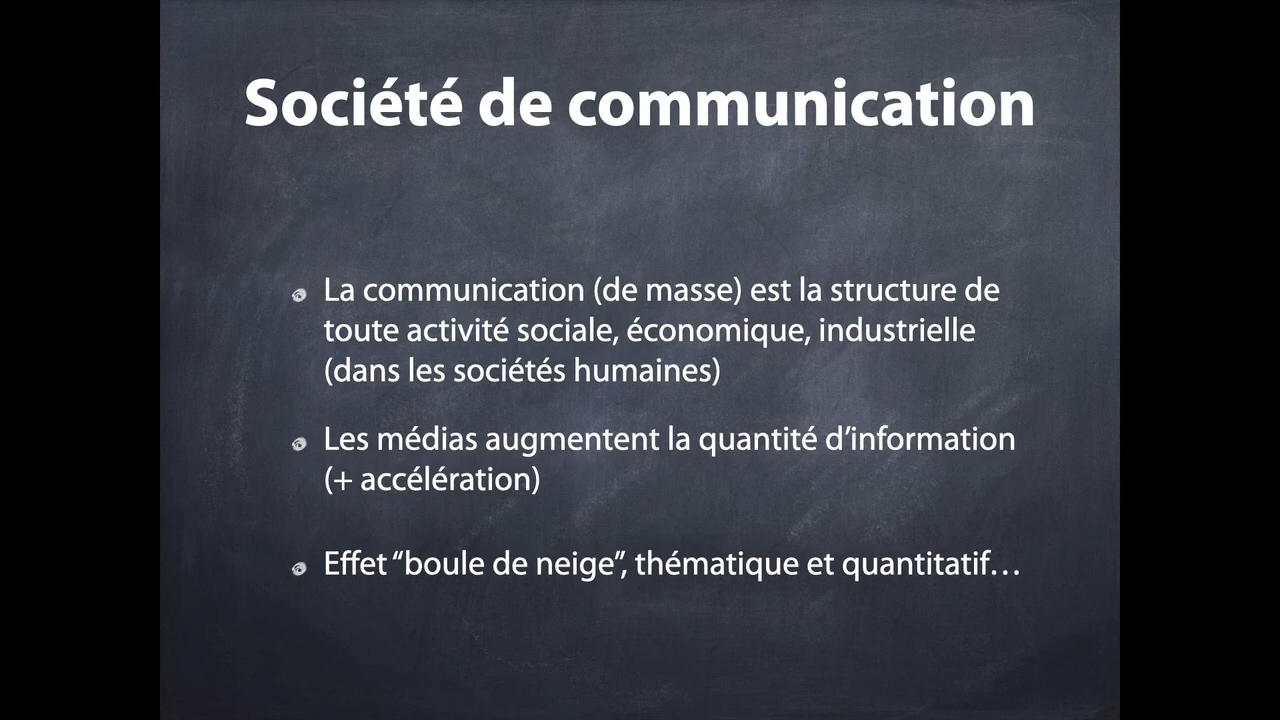 Société de communication
La communication (de masse) est la structure de
toute activité sociale, économique, industrielle
(dans les sociétés humaines)
Les médias augmentent la quantité d’information
(+ accélération)
Effet “boule de neige”, thématique et quantitatif…